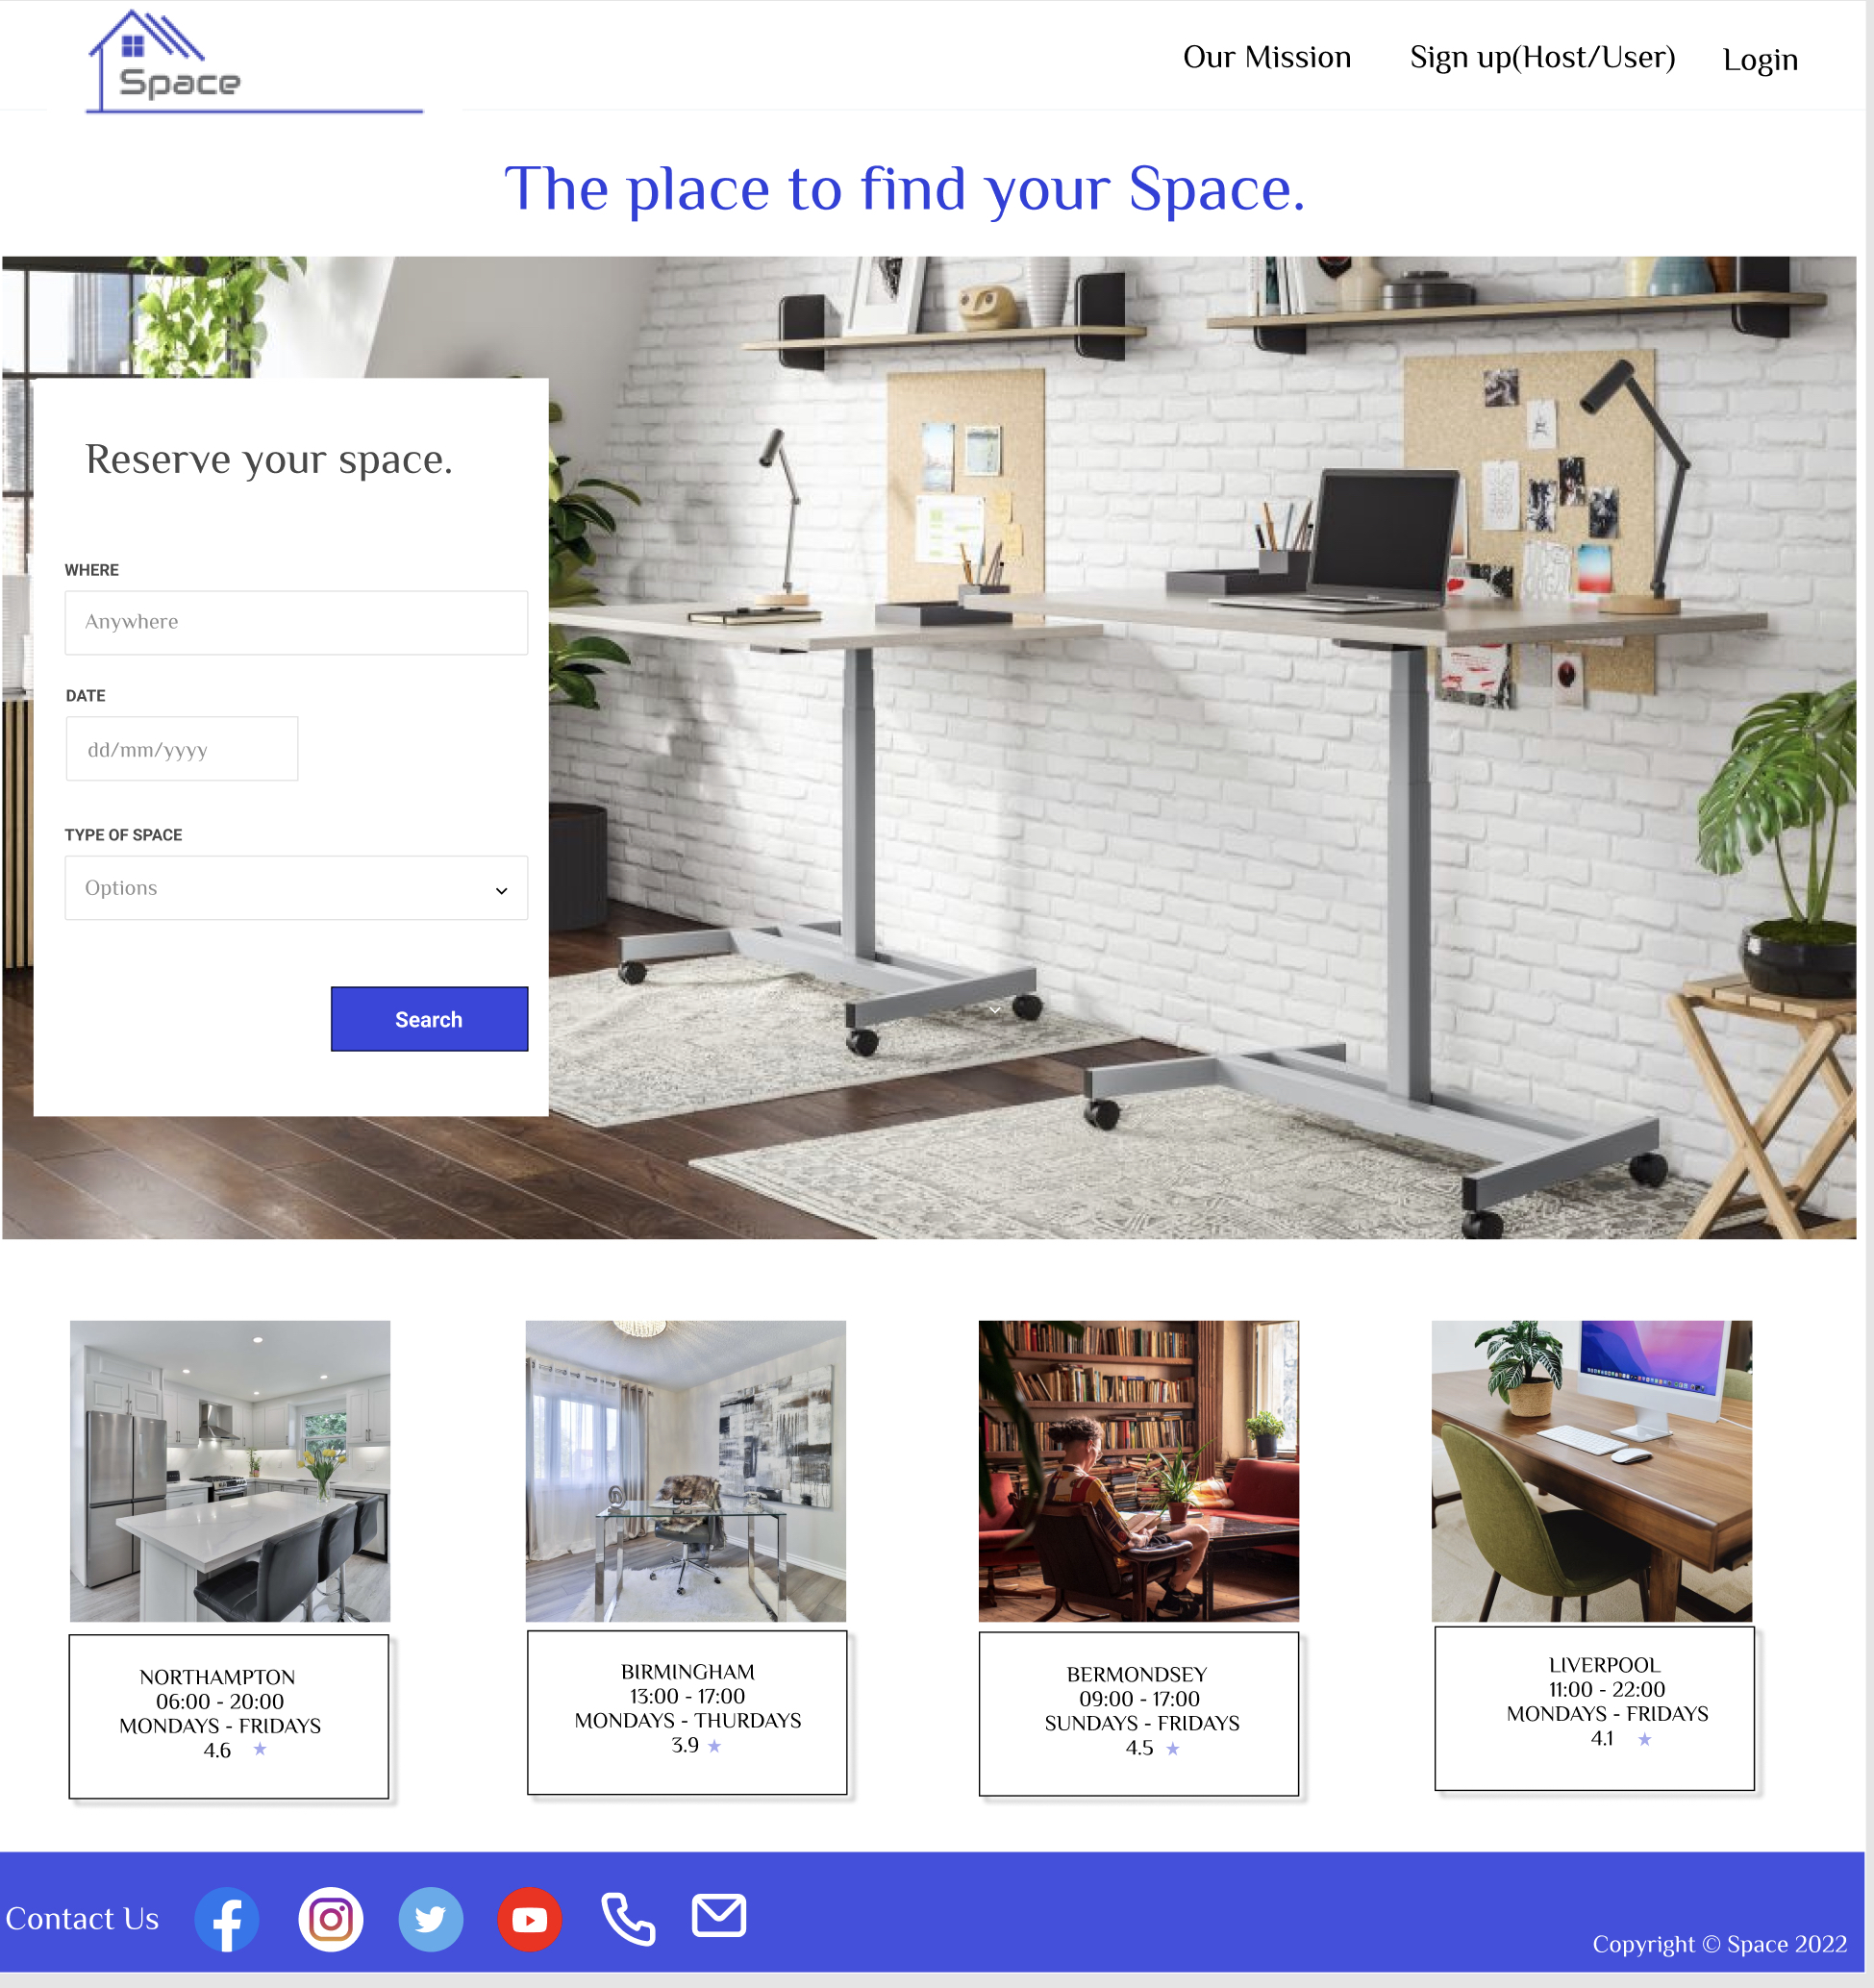 Space
Our Mission
Sign up(Host/User)
Login
The place to find your Space.
Reserve your space.
WHERE
Anywhere
DATE
dd/mm/yyyy
TYPE OF SPACE
Options
Search
NORTHAMPTON
06:00 - 20:00
MONDAYS - FRIDAYS
4.6
BIRMINGHAM
13:00 - 17:00
MONDAYS - THURDAYS
3.9
BERMONDSEY
09:00 - 17:00
SUNDAYS - FRIDAYS
4.5
LIVERPOOL
11:00 - 22:00
MONDAYS - FRIDAYS
4.1
Contact Us
Copyright © Space 2022